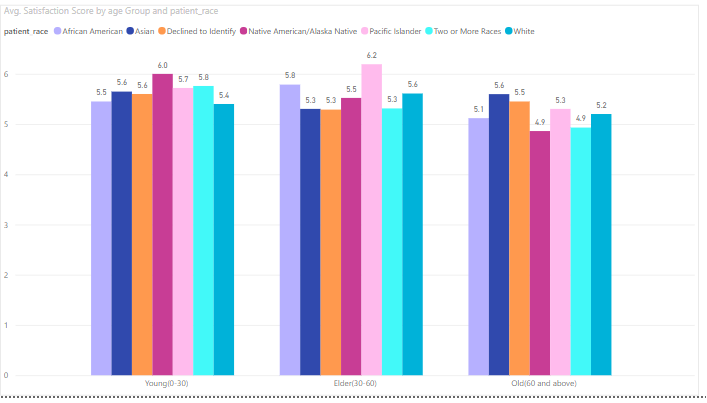 Avg. Satisfaction Score by age Group and patient_race
patient_race African American Asian Declined to Identify Native American/Alaska Native Pacific Islander Two or More Races White
6
5
4
3
2
1
0
5.5 5.6 5.6 6.0 5.7 5.8 5.4
5.8 5.3 5.3 5.5 6.2 5.3 5.6
5.1 5.6 5.5 4.9 5.3 4.9 5.2
Young(0-30) Elder(30-60) Old(60 and above)